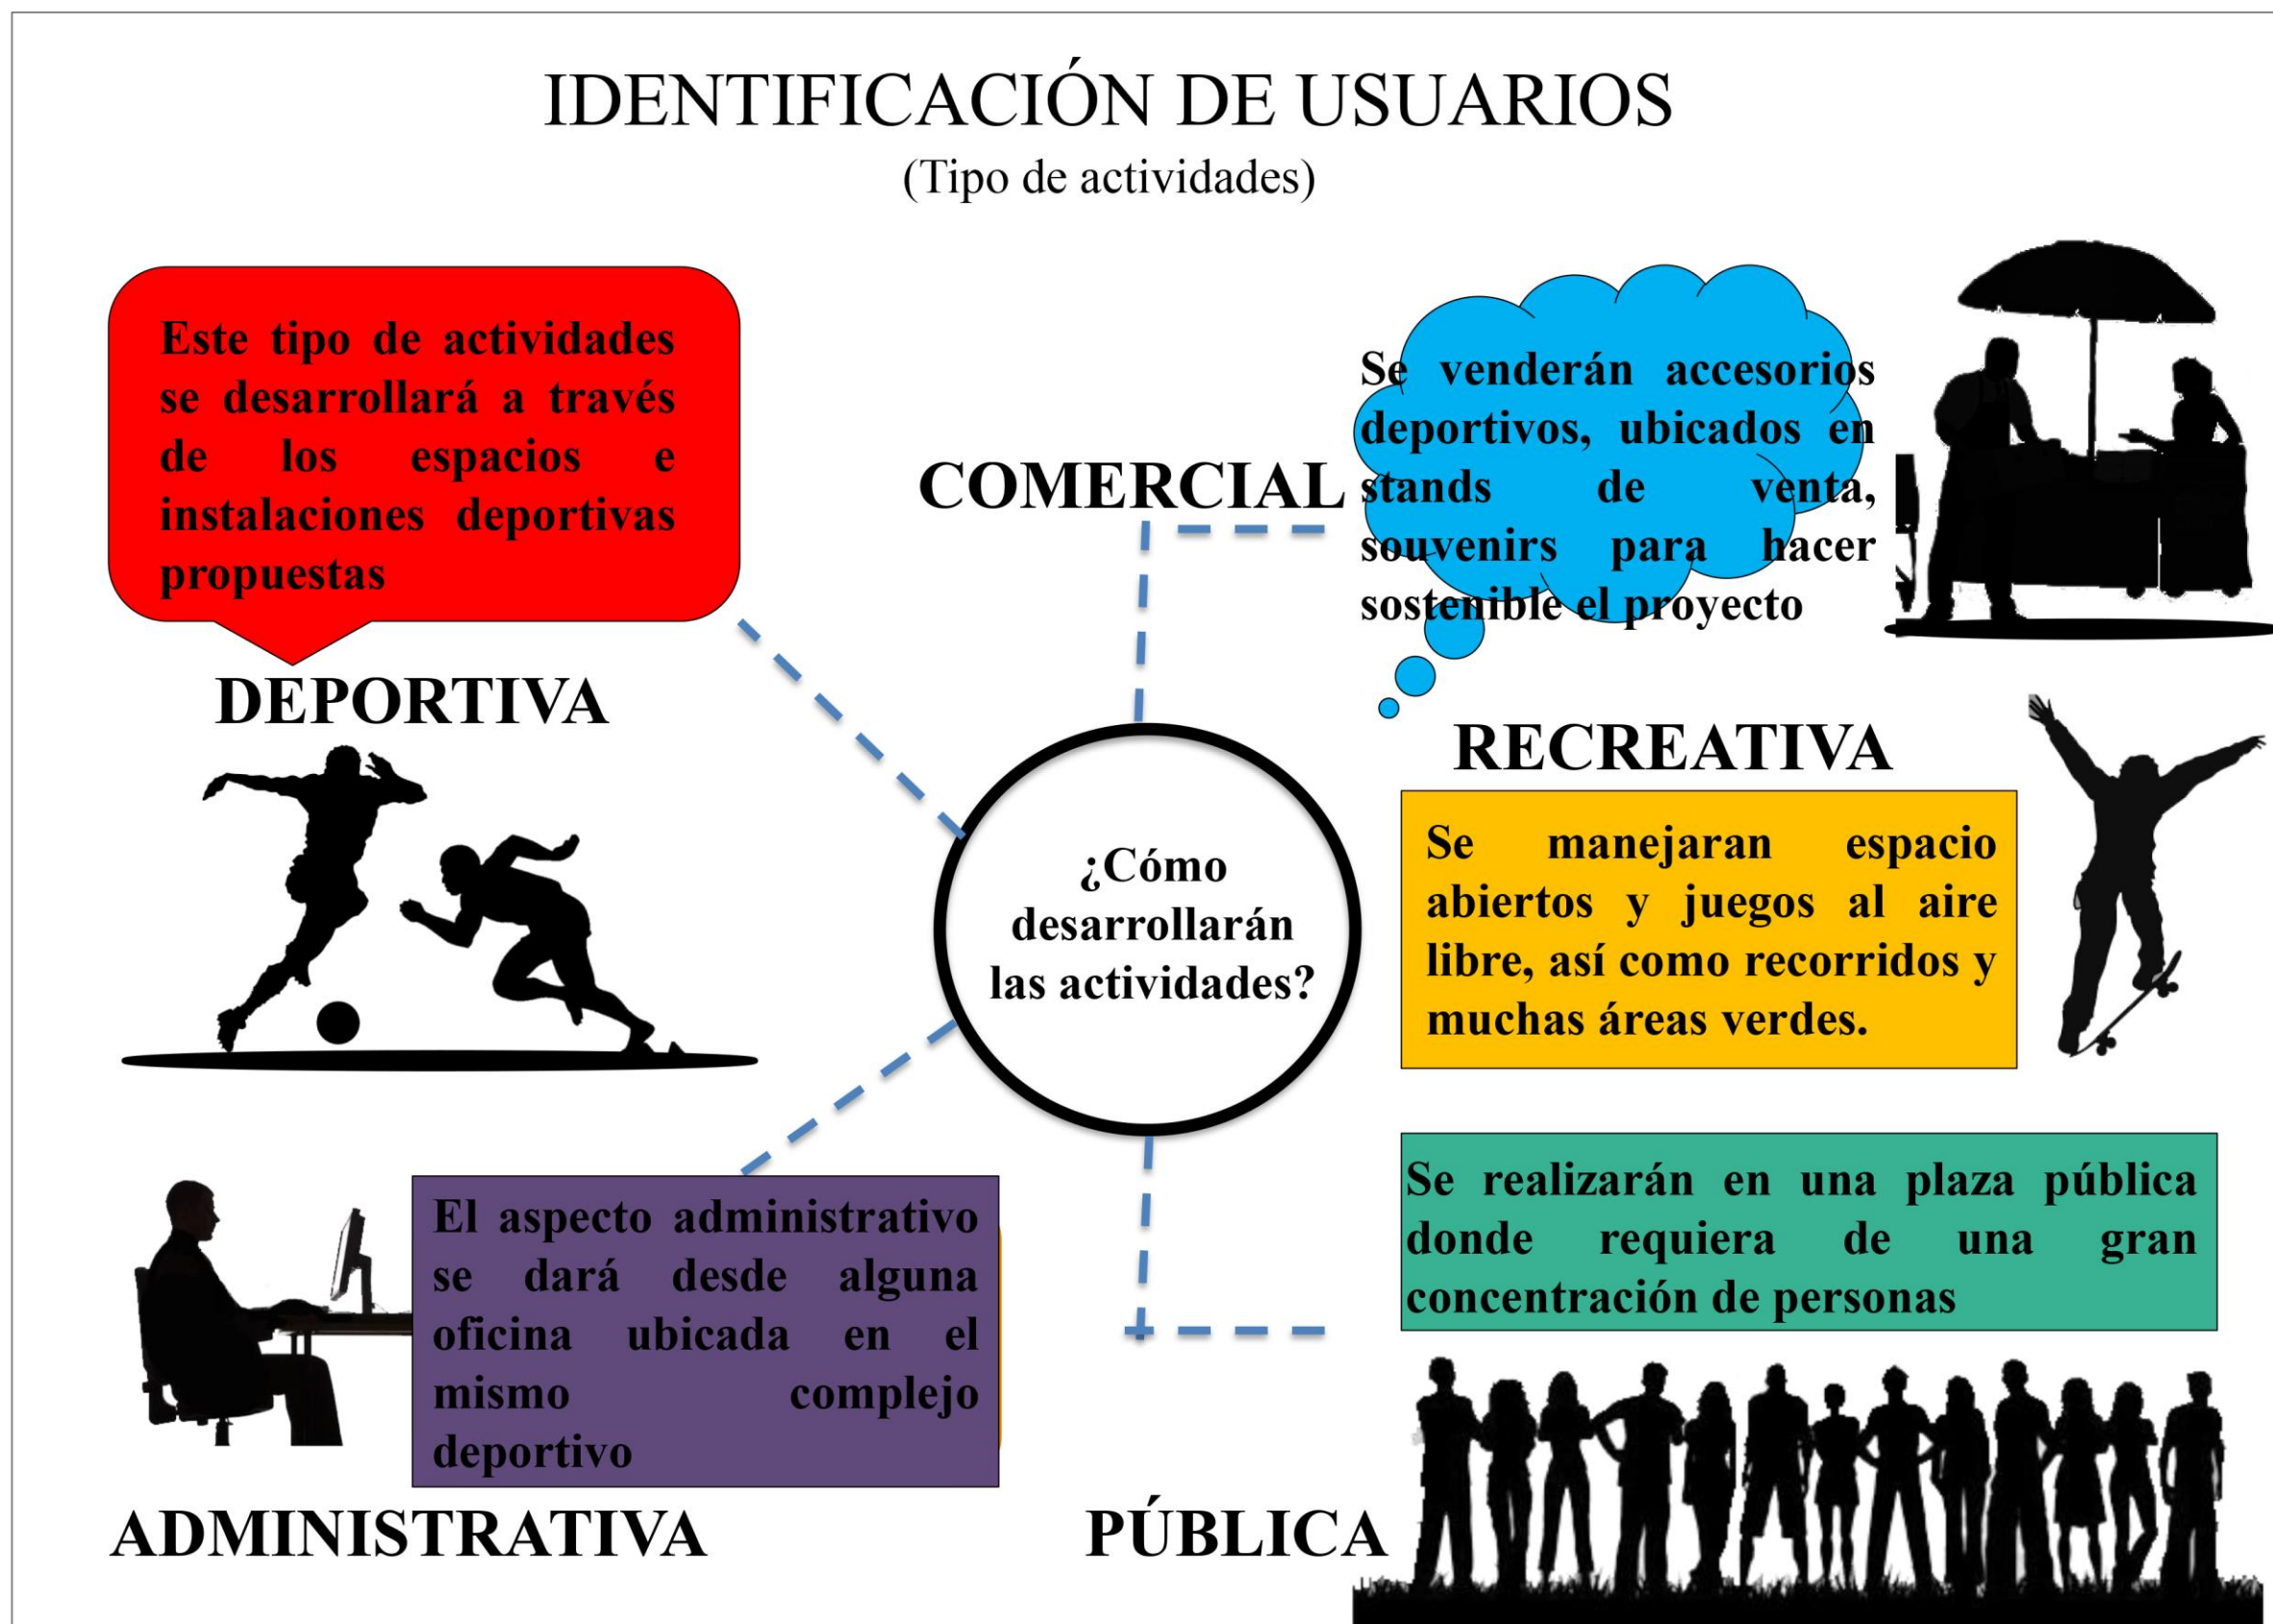 IDENTIFICACIÓN DE USUARIOS
(Tipo de actividades)
Este tipo de actividades
se desarrollará a través
de los espacios e
instalaciones deportivas
propuestas
DEPORTIVA
COMERCIAL
Se venderán accesorios
deportivos, ubicados en
stands de venta,
souvenirs para hacer
sostenible el proyecto
RECREATIVA
Se manejaran espacio
abiertos y juegos al aire
libre, así como recorridos y
muchas áreas verdes.
¿Cómo
desarrollarán
las actividades?
El aspecto administrativo
se dará desde alguna
oficina ubicada en el
mismo complejo
deportivo
ADMINISTRATIVA
Se realizarán en una plaza pública
donde requiera de una gran
concentración de personas
PÚBLICA